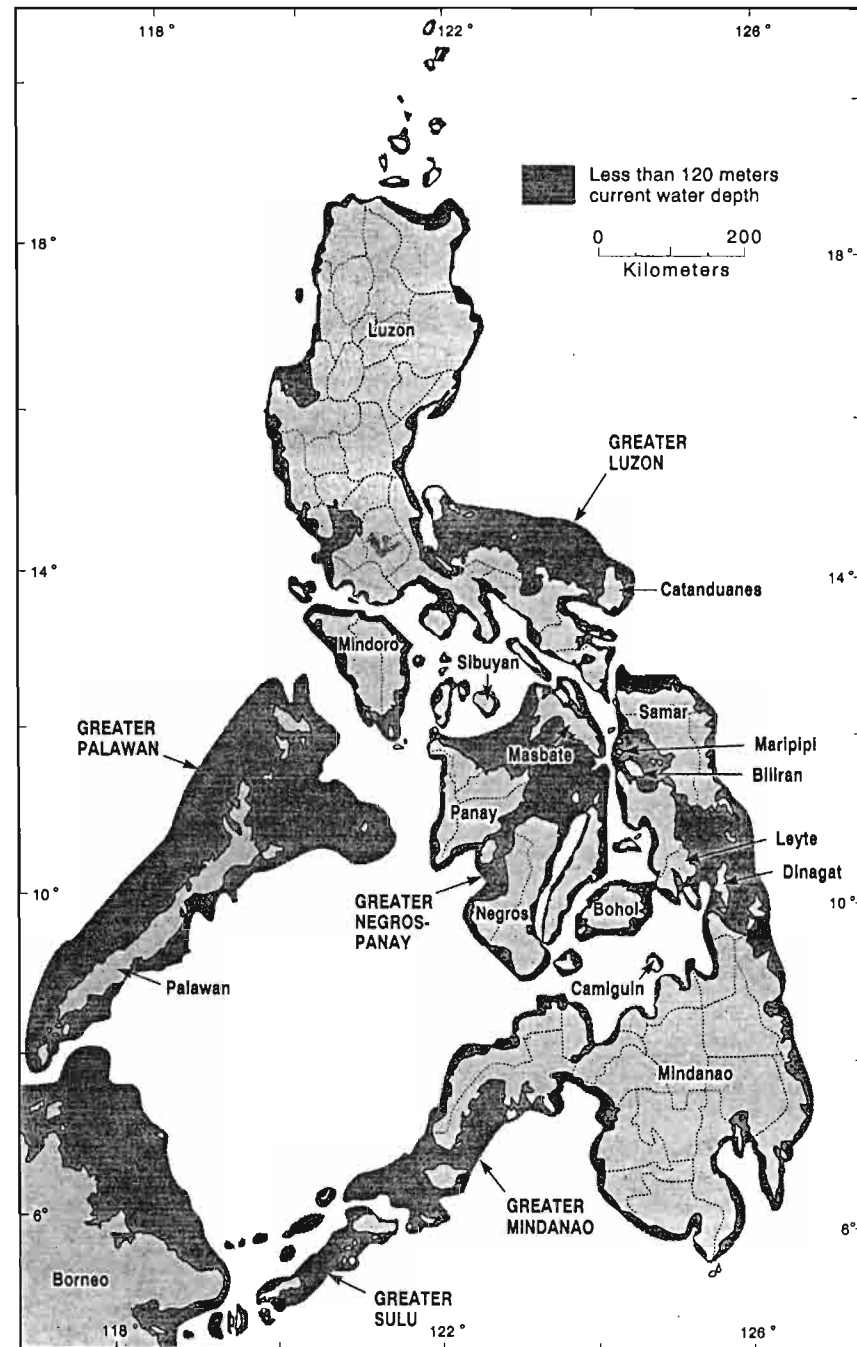 118°
122°
126°
Less than 120 meters
current water depth
0 200
Kilometers
18°
18°
Luzon
GREATER
LUZON
14°
14°
Catanduanes
Mindoro
Sibuyan
Samar
GREATER
PALAWAN
Masbate
Maripipi
Biliran
Panay
Leyte
Dinagat
10°
10°
GREATER
NEGROS-
PANAY
Negros
Bohol
Palawan
Camiguin
Mindanao
GREATER
MINDANAO
6°
6°
Borneo
GREATER
SULU
118°
122°
126°